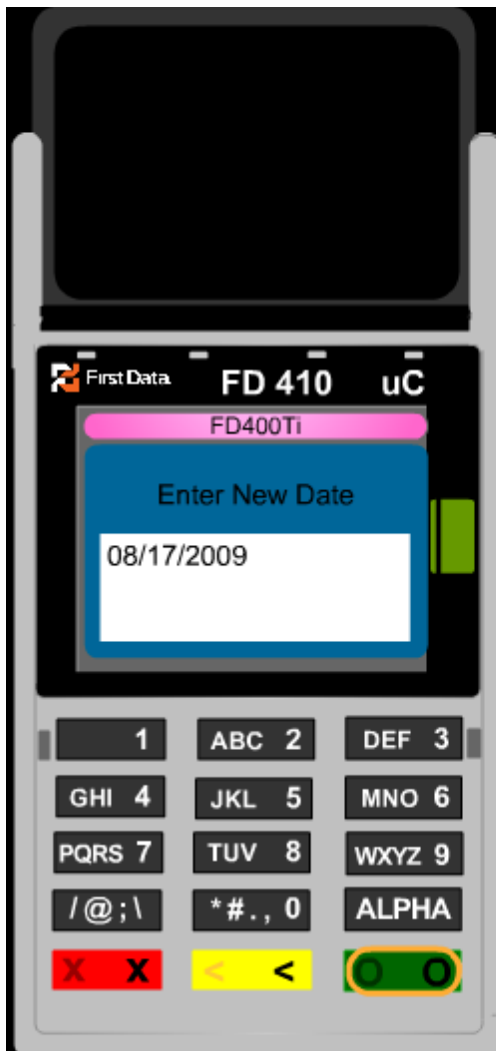 First Data. FD 410 uC
FD400Ti
Enter New Date
08/17/2009
1 ABC 2 DEF 3
GHI 4 JKL 5 MNO 6
PQRS 7 TUV 8 WXYZ 9
/@;\ *#., 0 ALPHA
X X < < O O